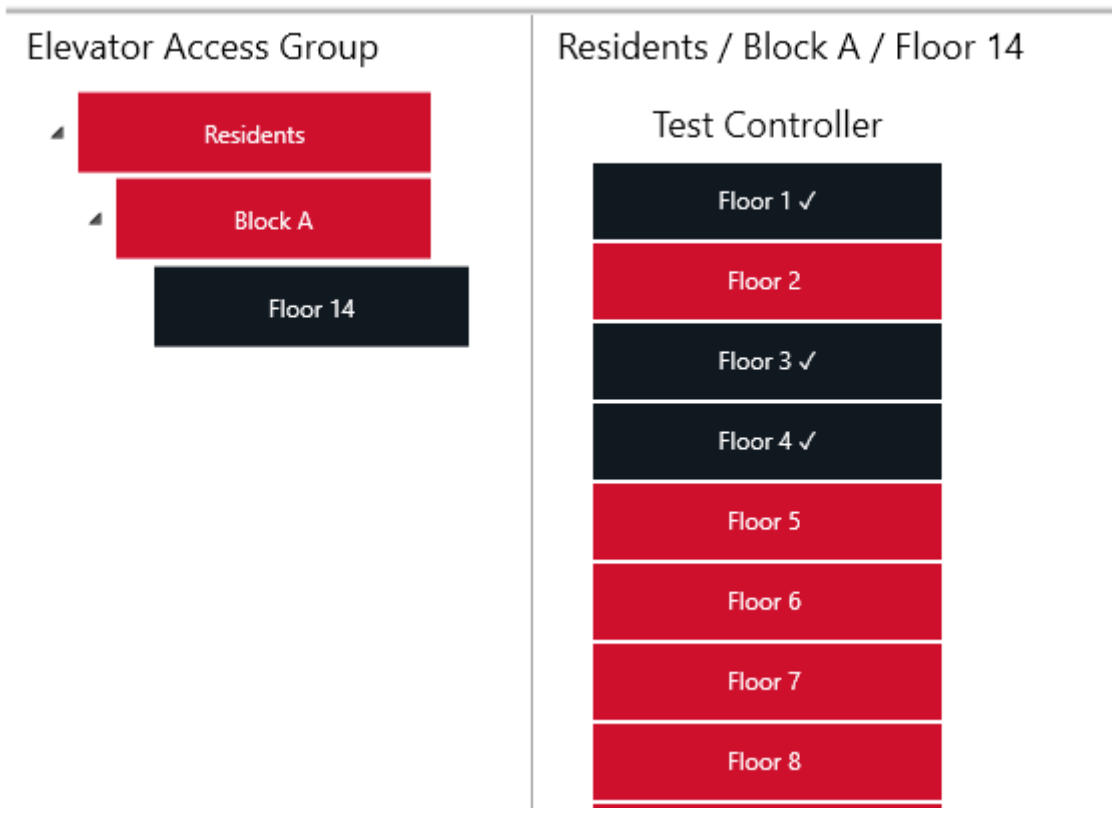 Elevator Access Group
Residents
Block A
Floor 14
Residents / Block A / Floor 14
Test Controller
Floor 1 ✓
Floor 2
Floor 3 ✓
Floor 4 ✓
Floor 5
Floor 6
Floor 7
Floor 8